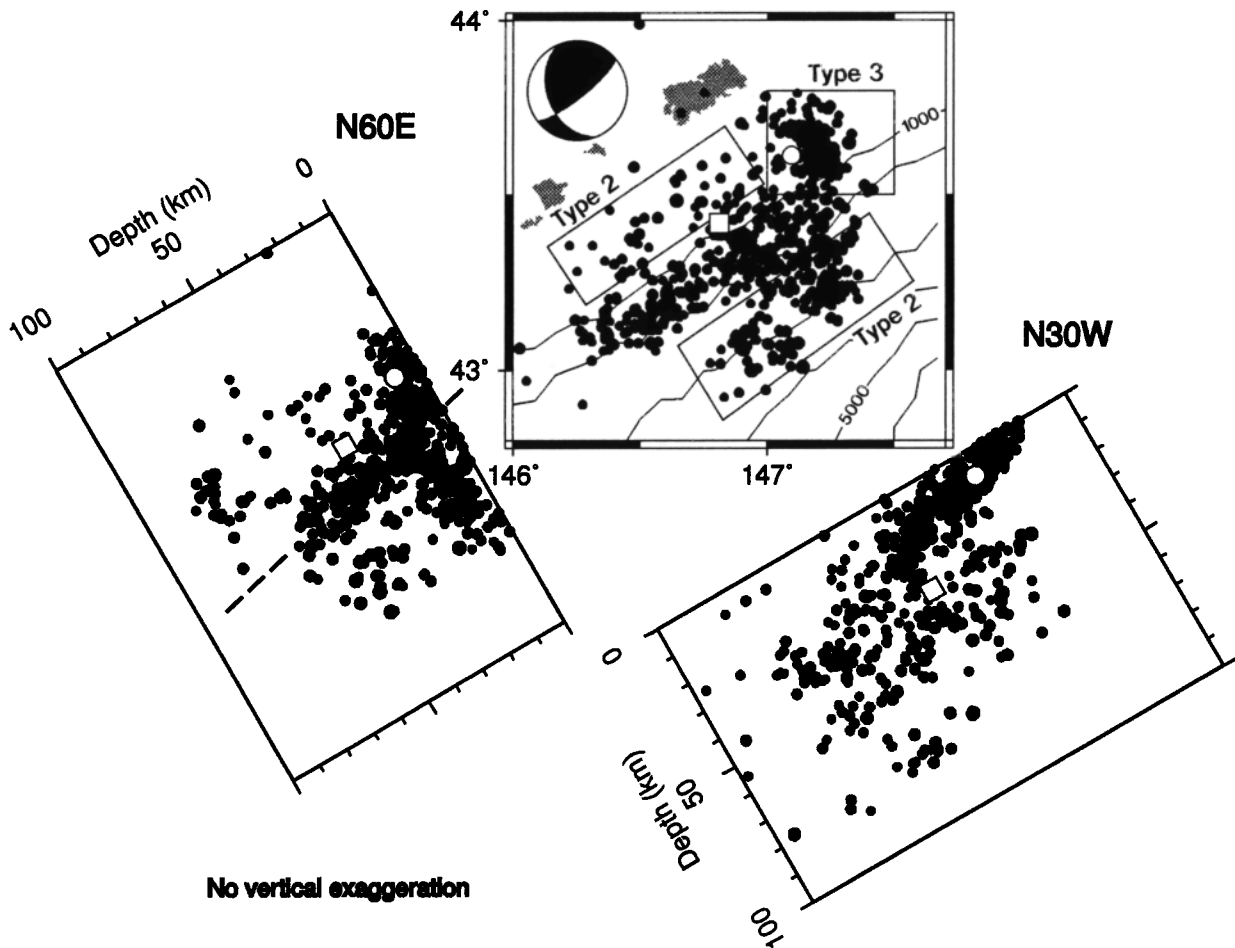 44°
Type 3
1000
N60E
0
Depth (km)
50
Type 2
100
N30W
43°
Type 2
5000
146°
147°
0
50
Depth (km)
100
No vertical exaggeration